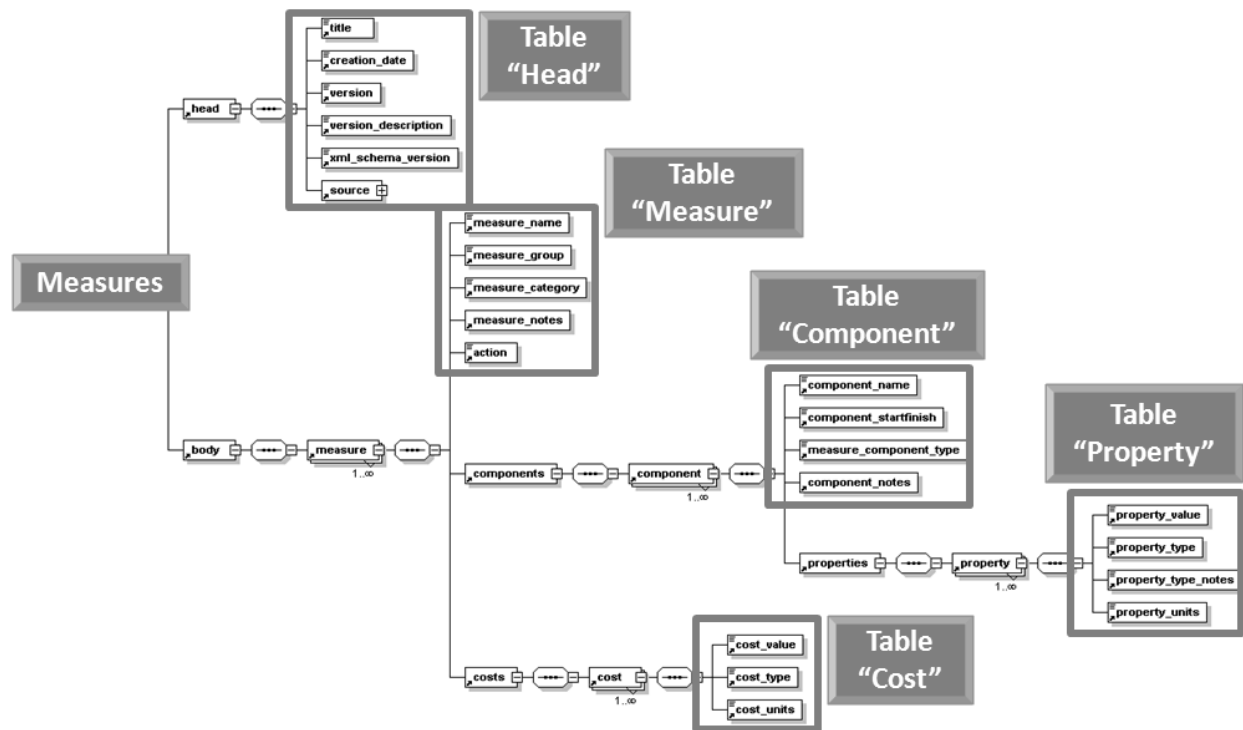 title
Table
“Head”
creation_date
version
head
version_description
xml_schema_version
source
Table
“Measure”
measure_name
measure_group
Measures
measure_category
measure_notes
action
Table
“Component”
component_name
component_startfinish
measure_component_type
component_notes
Table
“Property”
body
measure
1..∞
components
component
1..∞
properties
property
1..∞
property_value
property_type
property_type_notes
property_units
costs
cost
1..∞
cost_value
cost_type
cost_units
Table
“Cost”